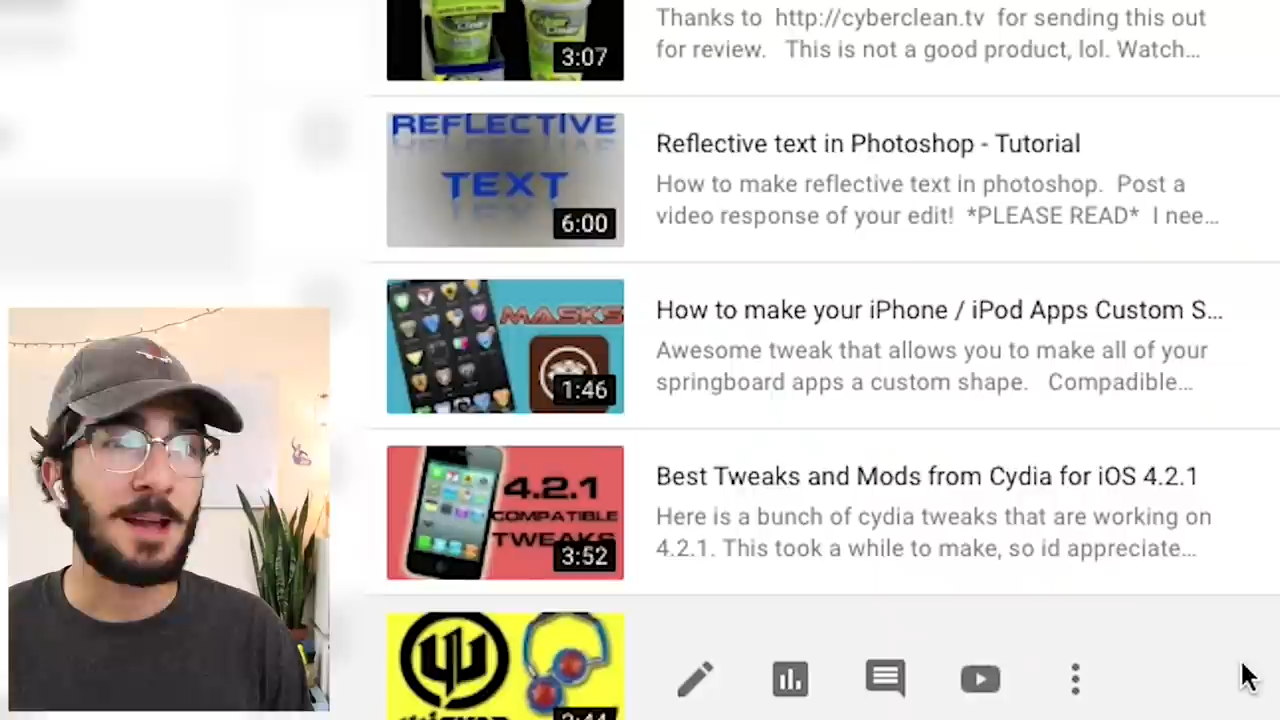 Thanks to http://cyberclean.tv for sending this out
for review. This is not a good product, lol. Watch...
3:07
REFLECTIVE
TEXT
6:00
Reflective text in Photoshop - Tutorial
How to make reflective text in photoshop. Post a
video response of your edit! *PLEASE READ* I nee...
MASKS
1:46
How to make your iPhone / iPod Apps Custom S...
Awesome tweak that allows you to make all of your
springboard apps a custom shape. Compadible...
4.2.1
COMPATIBLE
TWEAKS
3:52
Best Tweaks and Mods from Cydia for iOS 4.2.1
Here is a bunch of cydia tweaks that are working on
4.2.1. This took a while to make, so id appreciate...